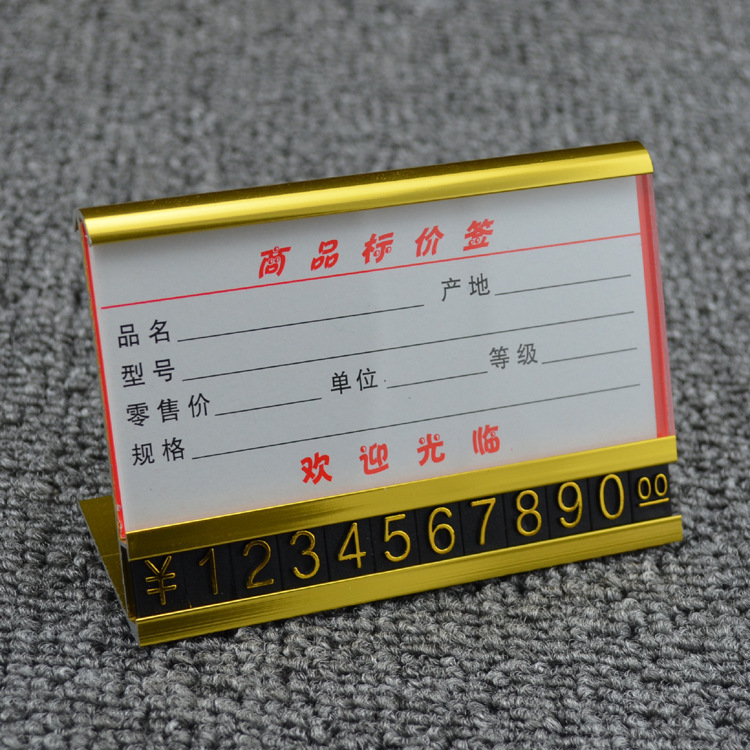 商品标价签
品名 产地
型号
零售价 单位 等级
规格
欢迎光临
¥123456789000